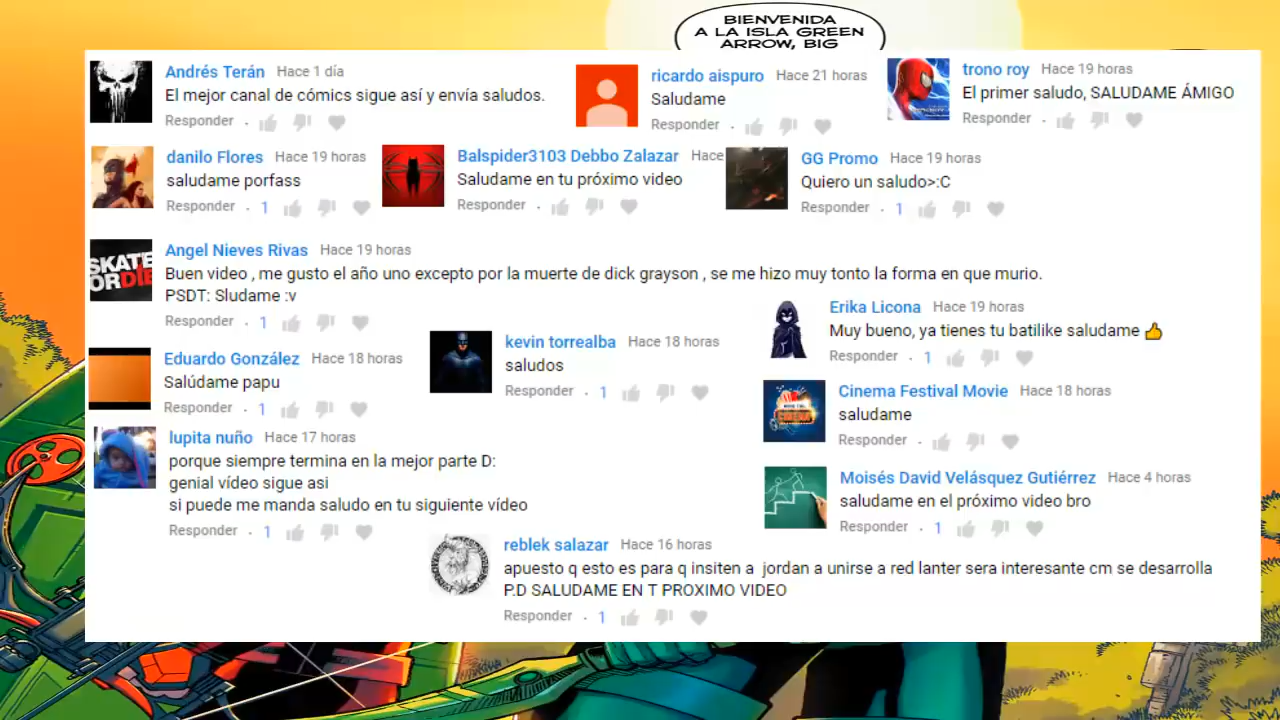 BIENVENIDA
A LA ISLA GREEN
ARROW, BIG
Andrés Terán Hace 1 día
El mejor canal de cómics sigue así y envía saludos.
Responder
ricardo aispuro Hace 21 horas
Saludame
Responder
trono roy Hace 19 horas
El primer saludo, SALUDAME ÁMIGO
Responder
danilo Flores Hace 19 horas
saludame porfass
Responder · 1
Balspider3103 Debbo Zalazar Hace
Saludame en tu próximo video
Responder
GG Promo Hace 19 horas
Quiero un saludo>:C
Responder · 1
SKATE
OR DIE
Angel Nieves Rivas Hace 19 horas
Buen video , me gusto el año uno excepto por la muerte de dick grayson , se me hizo muy tonto la forma en que murio.
PSDT: Sludame :v
Responder · 1
Erika Licona Hace 19 horas
Muy bueno, ya tienes tu batilike saludame 👍
Responder · 1
Eduardo González Hace 18 horas
Salúdame papu
Responder · 1
kevin torrealba Hace 18 horas
saludos
Responder · 1
Cinema Festival Movie Hace 18 horas
saludame
Responder
lupita nuño Hace 17 horas
porque siempre termina en la mejor parte D:
genial vídeo sigue asi
si puede me manda saludo en tu siguiente vídeo
Responder · 1
Moisés David Velásquez Gutiérrez Hace 4 horas
saludame en el próximo video bro
Responder · 1
reblek salazar Hace 16 horas
apuesto q esto es para q insiten a jordan a unirse a red lanter sera interesante cm se desarrolla
P.D SALUDAME EN T PROXIMO VIDEO
Responder · 1